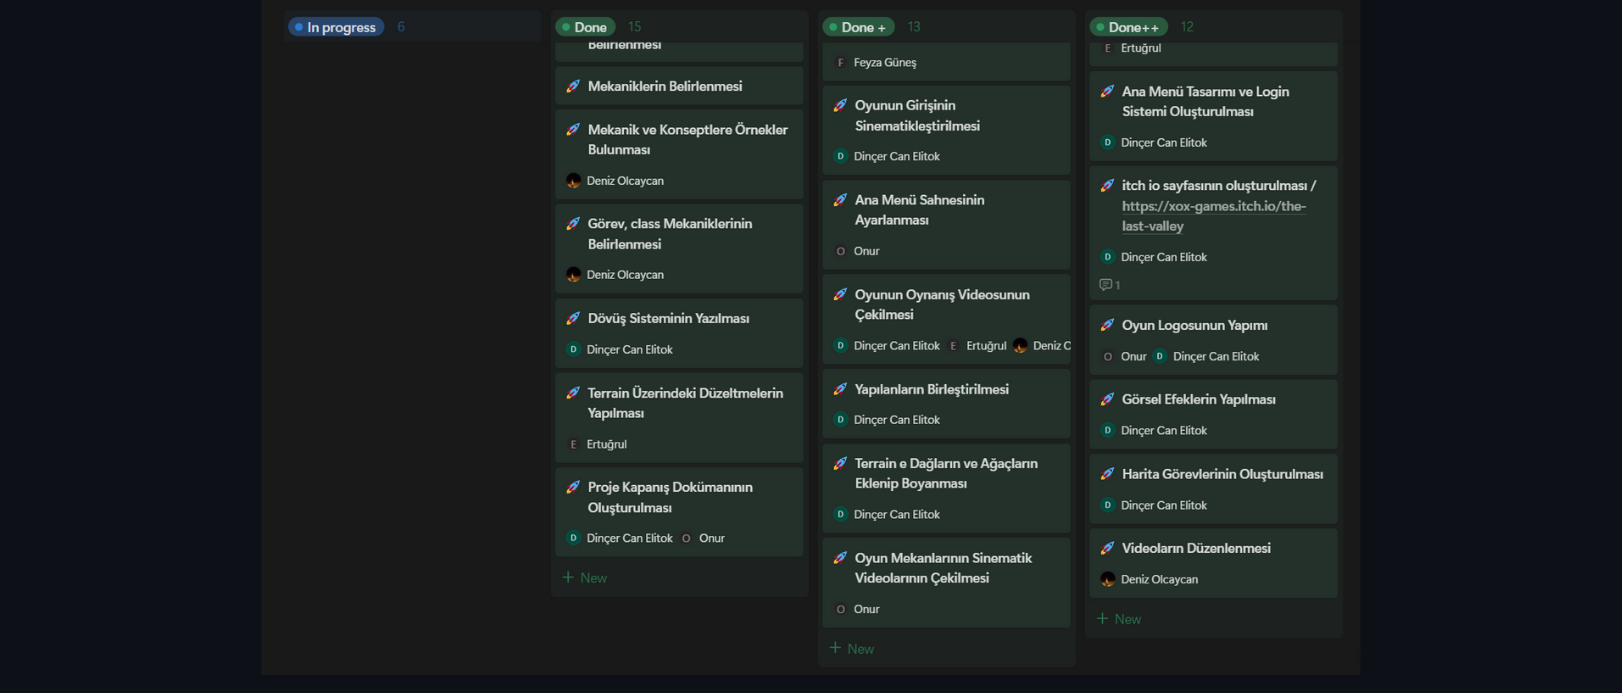 In progress 6
Done 15
Belirlenmesi
Mekaniklerin Belirlenmesi
Mekanik ve Konseptlere Örnekler
Bulunması
Deniz Olcaycan
Görev, class Mekaniklerinin
Belirlenmesi
Deniz Olcaycan
Dövüş Sisteminin Yazılması
D Dinçer Can Elitok
Terrain Üzerindeki Düzeltmelerin
Yapılması
E Ertuğrul
Proje Kapanış Dokümanının
Oluşturulması
D Dinçer Can Elitok O Onur
+ New
Done + 13
F Feyza Güneş
Oyunun Girişinin
Sinematikleştirilmesi
D Dinçer Can Elitok
Ana Menü Sahnesinin
Ayarlanması
O Onur
Oyunun Oynanış Videosunun
Çekilmesi
D Dinçer Can Elitok E Ertuğrul Deniz O
Yapılanların Birleştirilmesi
D Dinçer Can Elitok
Terrain e Dağların ve Ağaçların
Eklenip Boyanması
D Dinçer Can Elitok
Oyun Mekanlarının Sinematik
Videolarının Çekilmesi
O Onur
+ New
Done++ 12
E Ertuğrul
Ana Menü Tasarımı ve Login
Sistemi Oluşturulması
D Dinçer Can Elitok
itch io sayfasının oluşturulması /
https://xox-games.itch.io/the-
last-valley
D Dinçer Can Elitok
1
Oyun Logosunun Yapımı
O Onur D Dinçer Can Elitok
Görsel Efeklerin Yapılması
D Dinçer Can Elitok
Harita Görevlerinin Oluşturulması
D Dinçer Can Elitok
Videoların Düzenlenmesi
Deniz Olcaycan
+ New